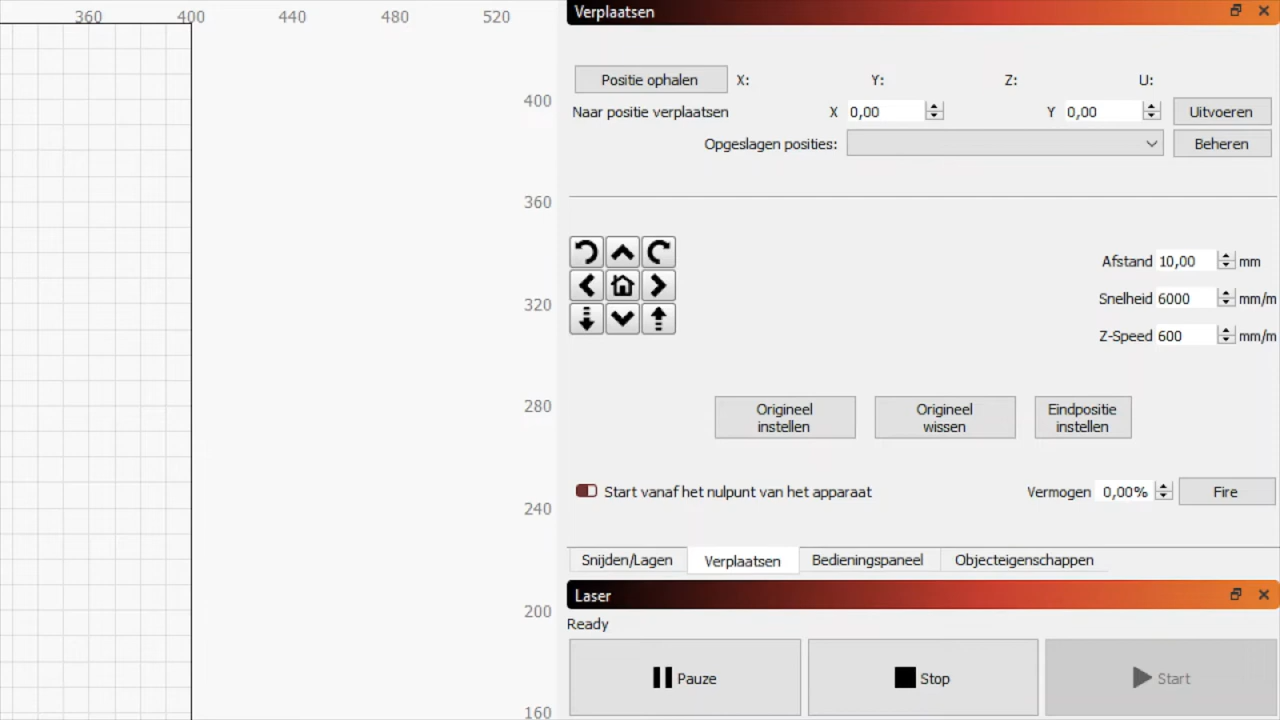 360 400 440 480 520
Verplaatsen
Positie ophalen X: Y: Z: U:
400
Naar positie verplaatsen X 0,00 Y 0,00 Uitvoeren
Opgeslagen posities: Beheren
360
Afstand 10,00 mm
320
Snelheid 6000 mm/m
Z-Speed 600 mm/m
280
Origineel
instellen
Origineel
wissen
Eindpositie
instellen
Start vanaf het nulpunt van het apparaat Vermogen 0,00% Fire
240
Snijden/Lagen Verplaatsen Bedieningspaneel Objecteigenschappen
Laser
200
Ready
Pauze Stop Start
160